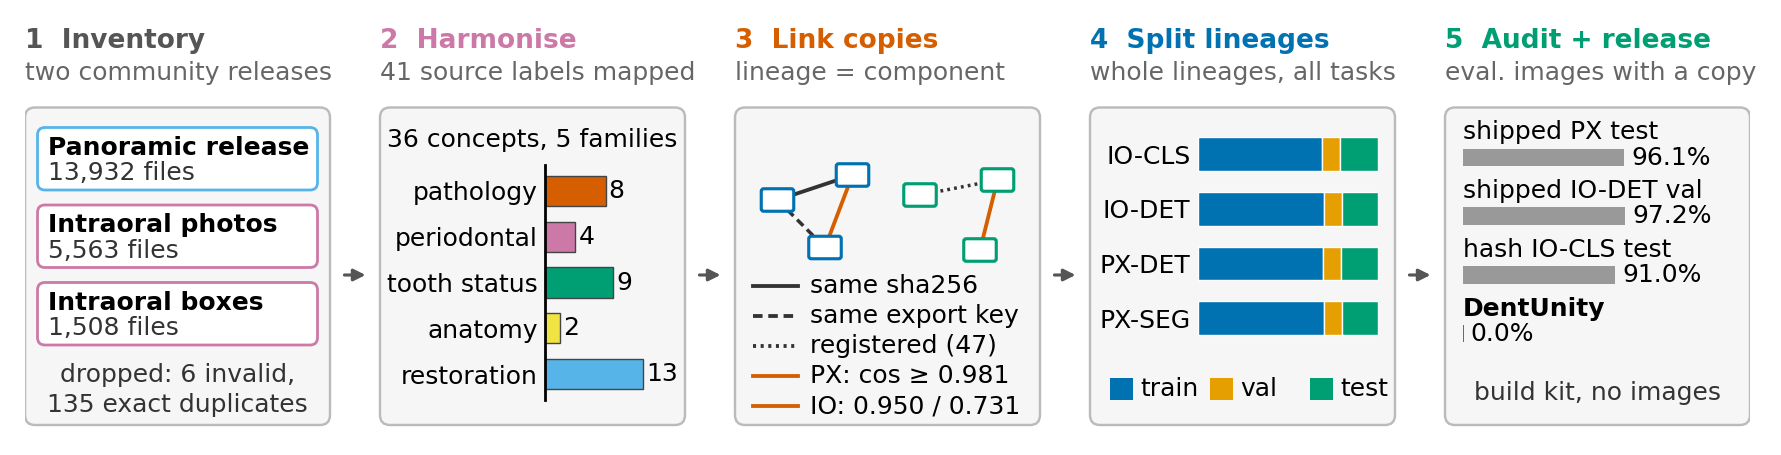 1 Inventory
two community releases
Panoramic release
13,932 files
Intraoral photos
5,563 files
Intraoral boxes
1,508 files
dropped: 6 invalid,
135 exact duplicates
2 Harmonise
41 source labels mapped
36 concepts, 5 families
pathology 8
periodontal 4
tooth status 9
anatomy 2
restoration 13
3 Link copies
lineage = component
same sha256
same export key
registered (47)
PX: cos ≥ 0.981
IO: 0.950 / 0.731
4 Split lineages
whole lineages, all tasks
IO-CLS
IO-DET
PX-DET
PX-SEG
train val test
5 Audit + release
eval. images with a copy
shipped PX test
96.1%
shipped IO-DET val
97.2%
hash IO-CLS test
91.0%
DentUnity
0.0%
build kit, no images